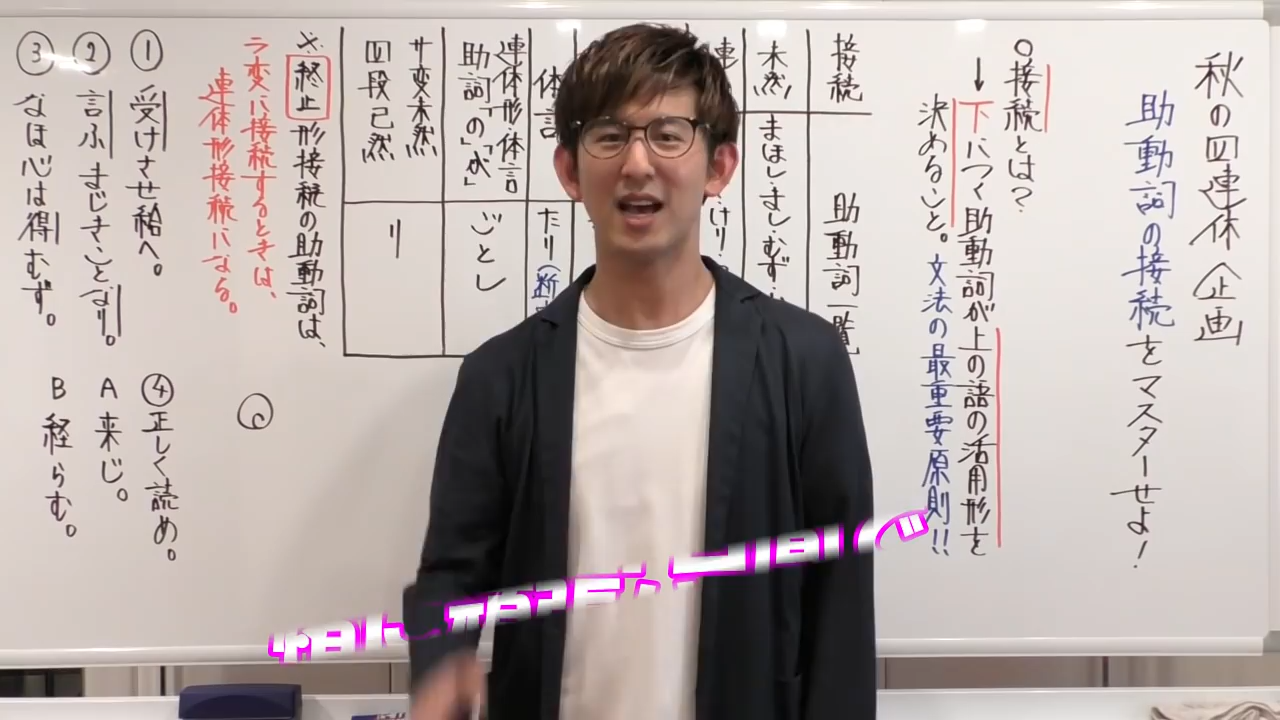 秋の四連休企画
助動詞の接続をマスターせよ!
○接続とは?
↓下につく助動詞が上の語の活用形を
決めること。文法の最重要原則!!
接続
助動詞一覧
未然
まほし・まし・むず・
連
けり・
体言
たり(断
連体形・体言
助詞「の」「が」
ごとし
サ変未然
四段已然
り
※終止形接続の助動詞は、
ラ変に接続するときは、
連体形接続になる。
① 受けさせ給へ。
② 言ふまじきことなり。
③ なほ心は得むず。
④ 正しく読め。
A 来じ。
B 経らむ。